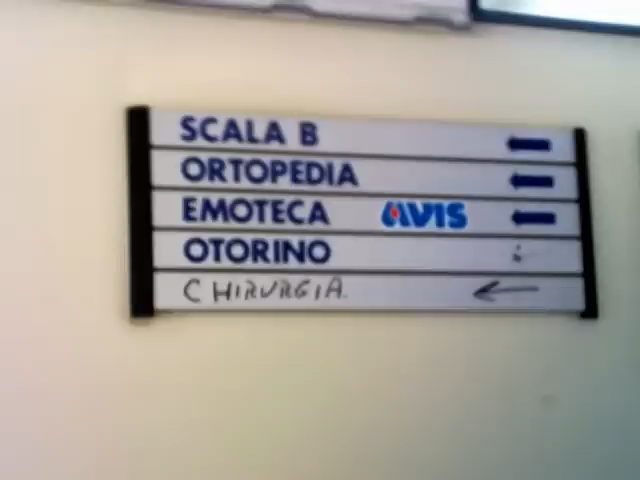 SCALA B
ORTOPEDIA
EMOTECA AVIS
OTORINO
CHIRURGIA.